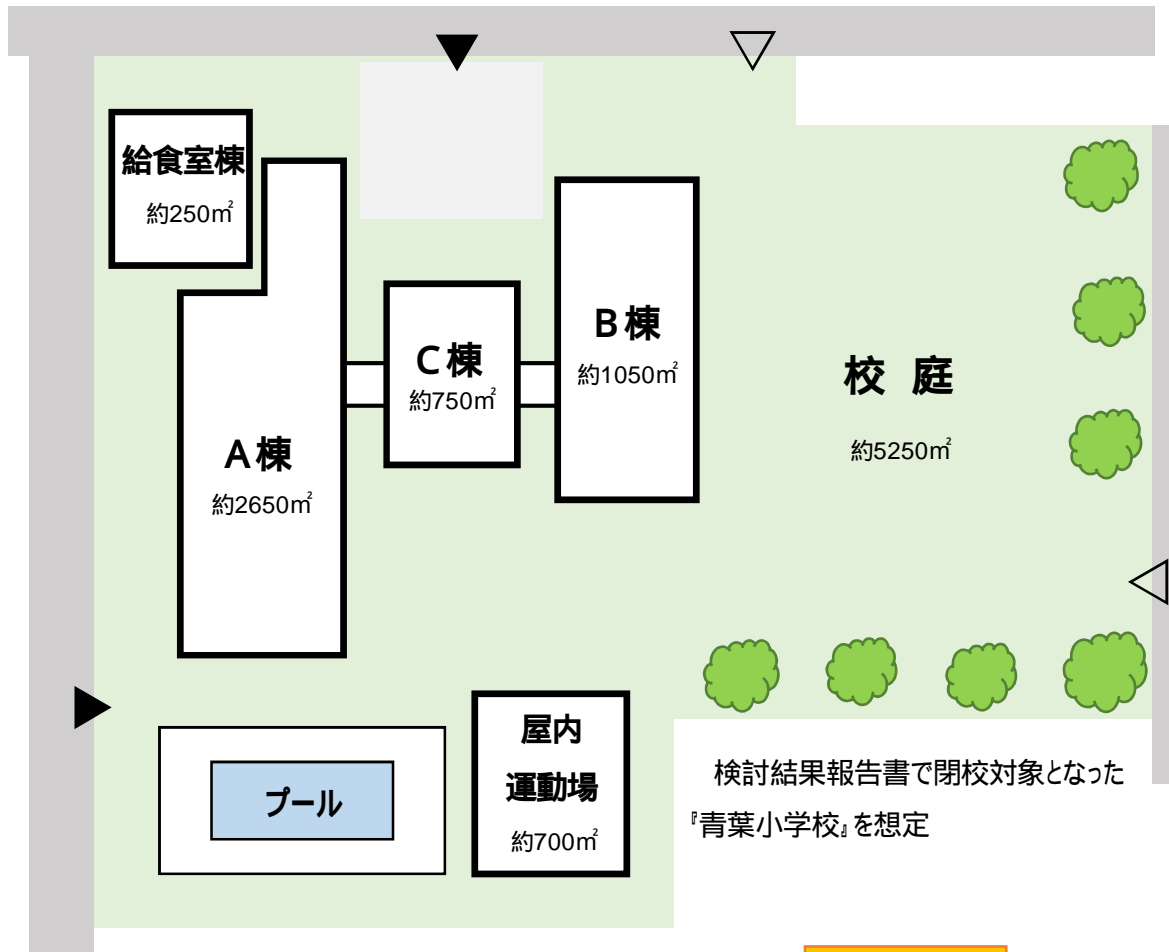 給食室棟
約250㎡
A棟
約2650㎡
C棟
約750㎡
B棟
約1050㎡
校 庭
約5250㎡
プール
屋内
運動場
約700㎡
検討結果報告書で閉校対象となった
『青葉小学校』を想定